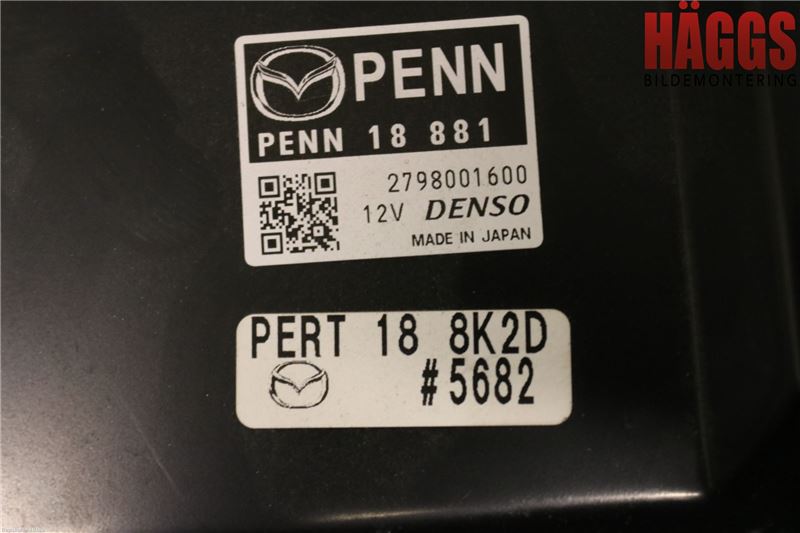 HÄGGS
BILDEMONTERING
PENN
PENN 18 881
2798001600
12V DENSO
MADE IN JAPAN
PERT 18 8K2D
#5682